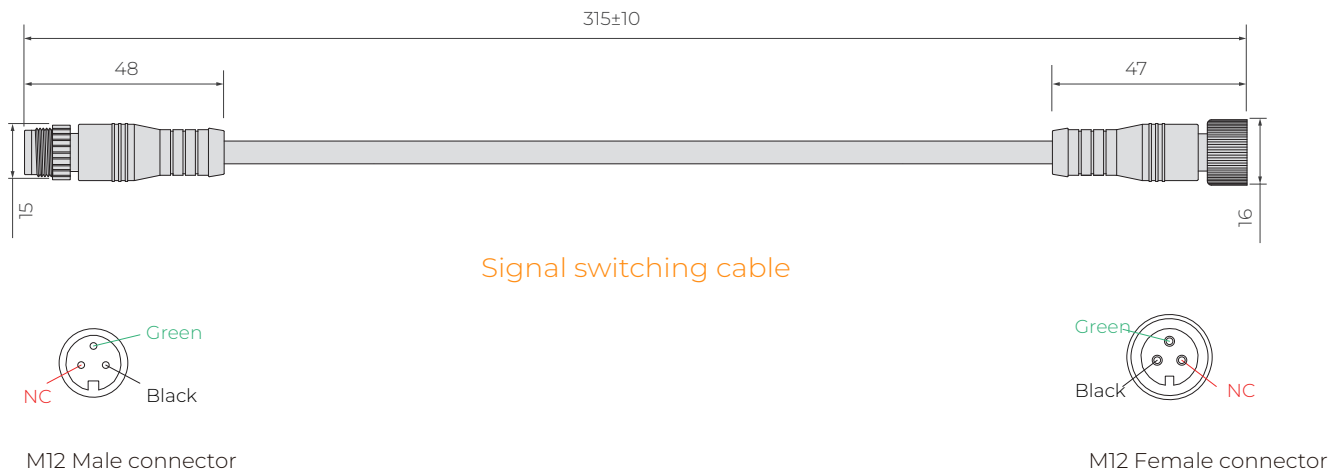 315±10
48
47
15
16
Signal switching cable
Green
NC
Black
Green
Black
NC
M12 Male connector
M12 Female connector